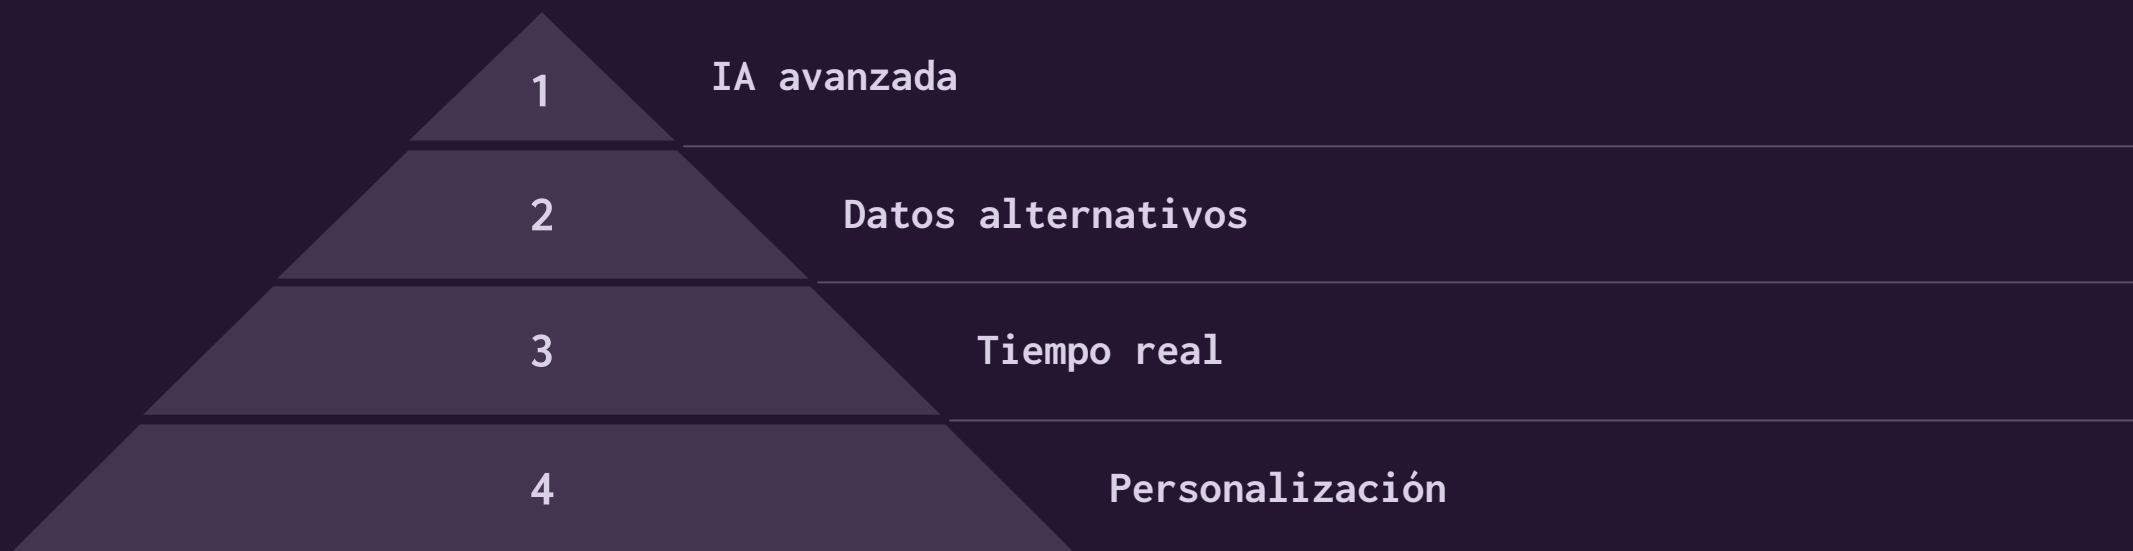 1
IA avanzada
2
Datos alternativos
3
Tiempo real
4
Personalización